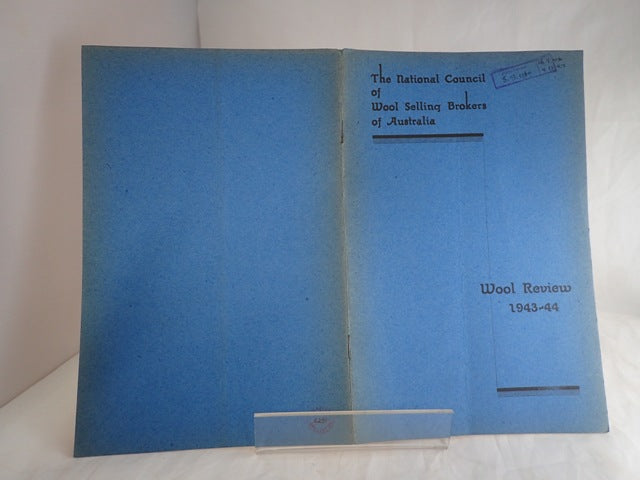 The National Council
of
Wool Selling Brokers
of Australia
Wool Review
1943-44